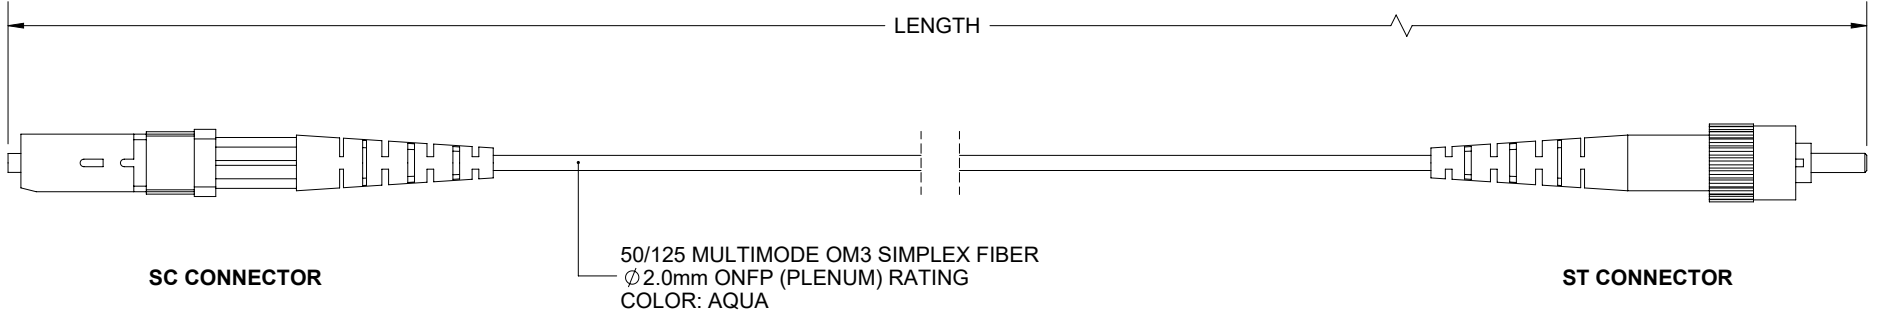 LENGTH
50/125 MULTIMODE OM3 SIMPLEX FIBER
∅2.0mm ONFP (PLENUM) RATING
COLOR: AQUA
SC CONNECTOR
ST CONNECTOR